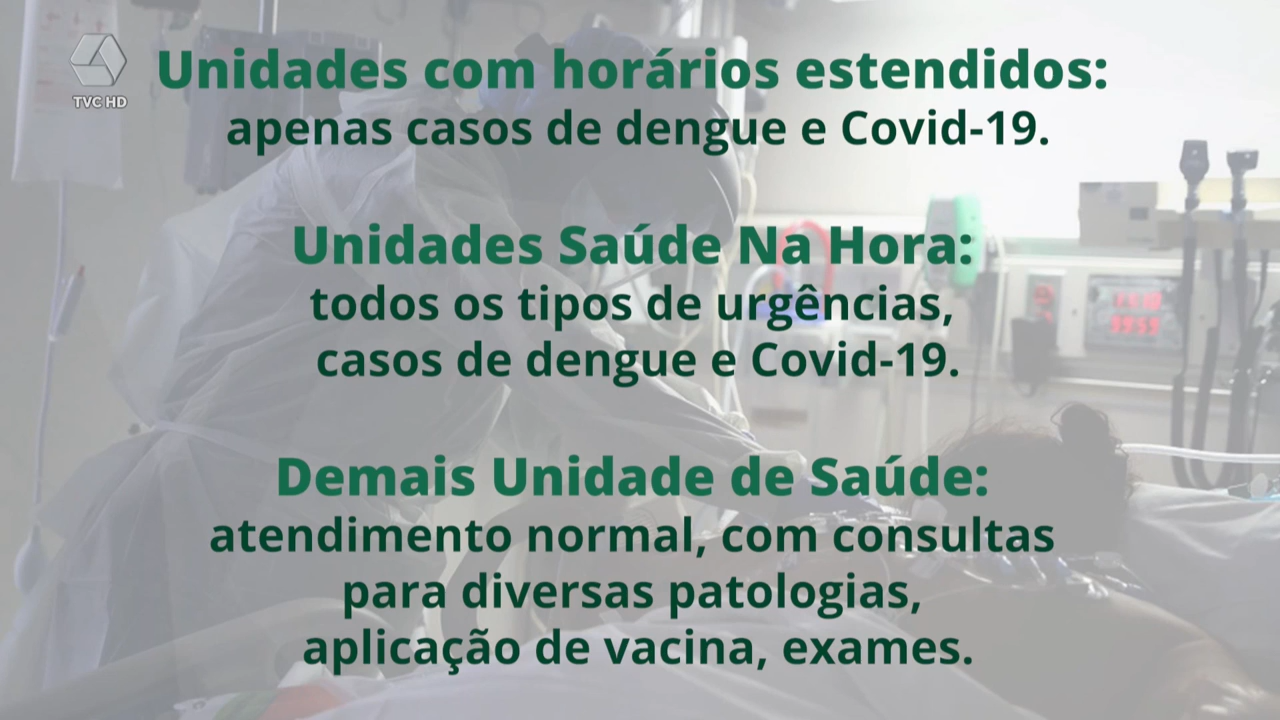 TVC HD
Unidades com horários estendidos:
apenas casos de dengue e Covid-19.
Unidades Saúde Na Hora:
todos os tipos de urgências,
casos de dengue e Covid-19.
Demais Unidade de Saúde:
atendimento normal, com consultas
para diversas patologias,
aplicação de vacina, exames.